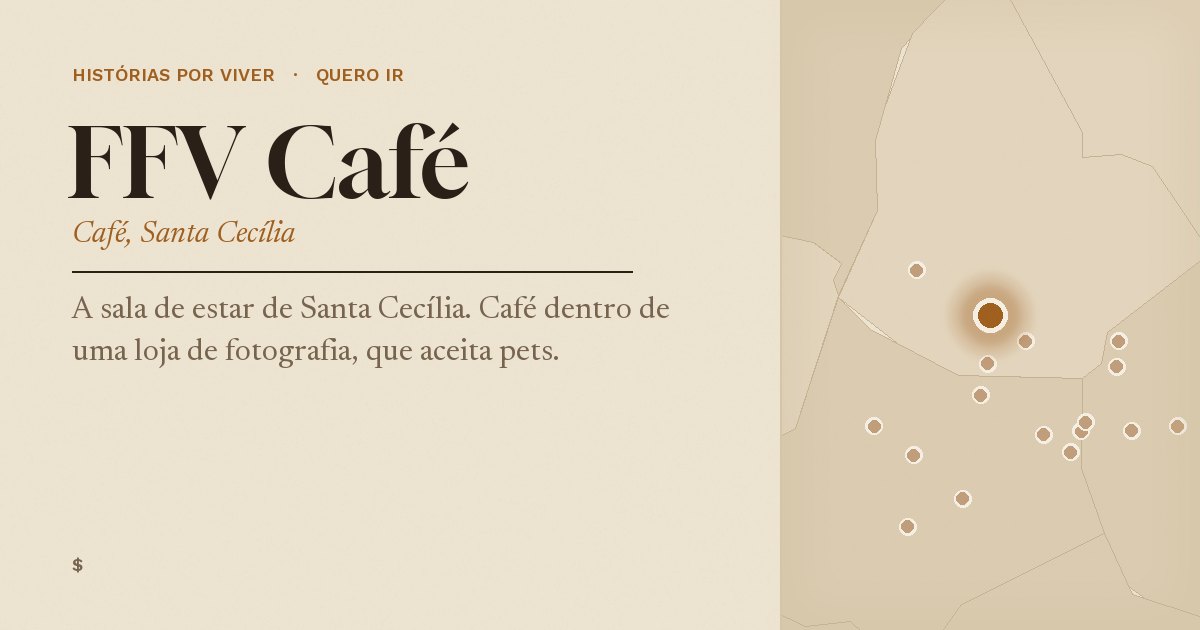 HISTÓRIAS POR VIVER · QUERO IR
FFV Café
Café, Santa Cecília
A sala de estar de Santa Cecília. Café dentro de
uma loja de fotografia, que aceita pets.
$